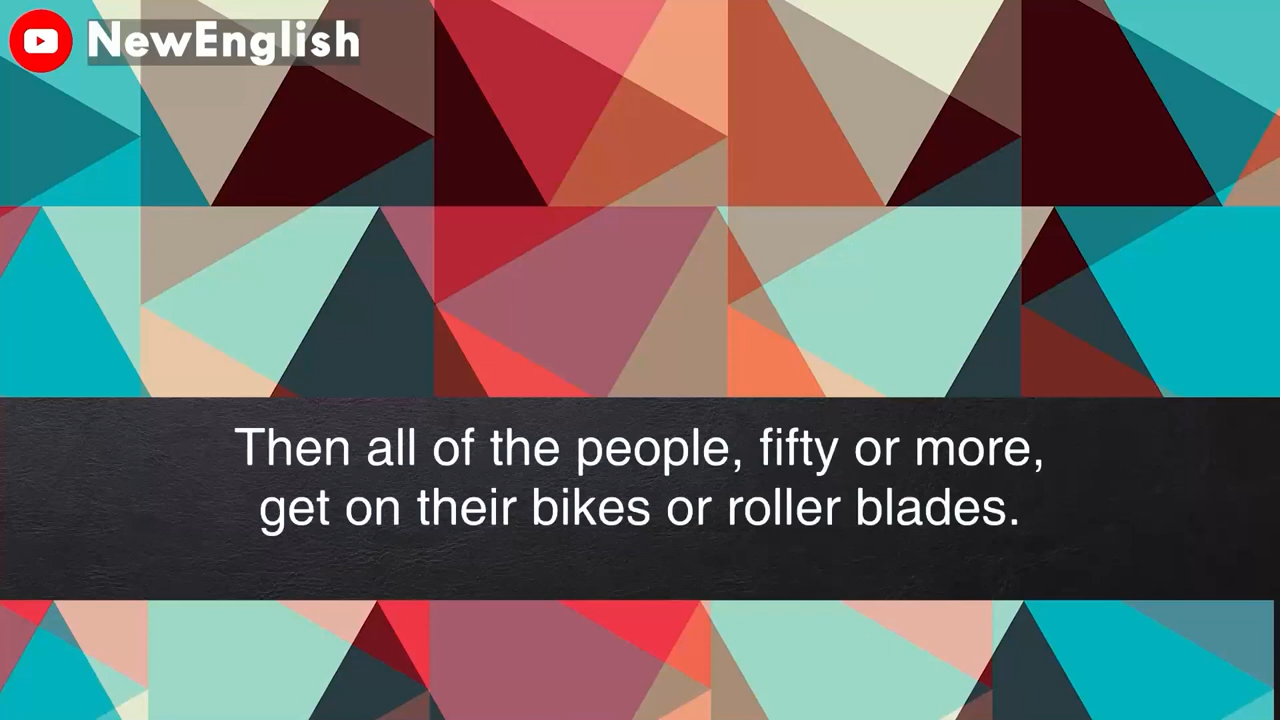 NewEnglish
Then all of the people, fifty or more,
get on their bikes or roller blades.